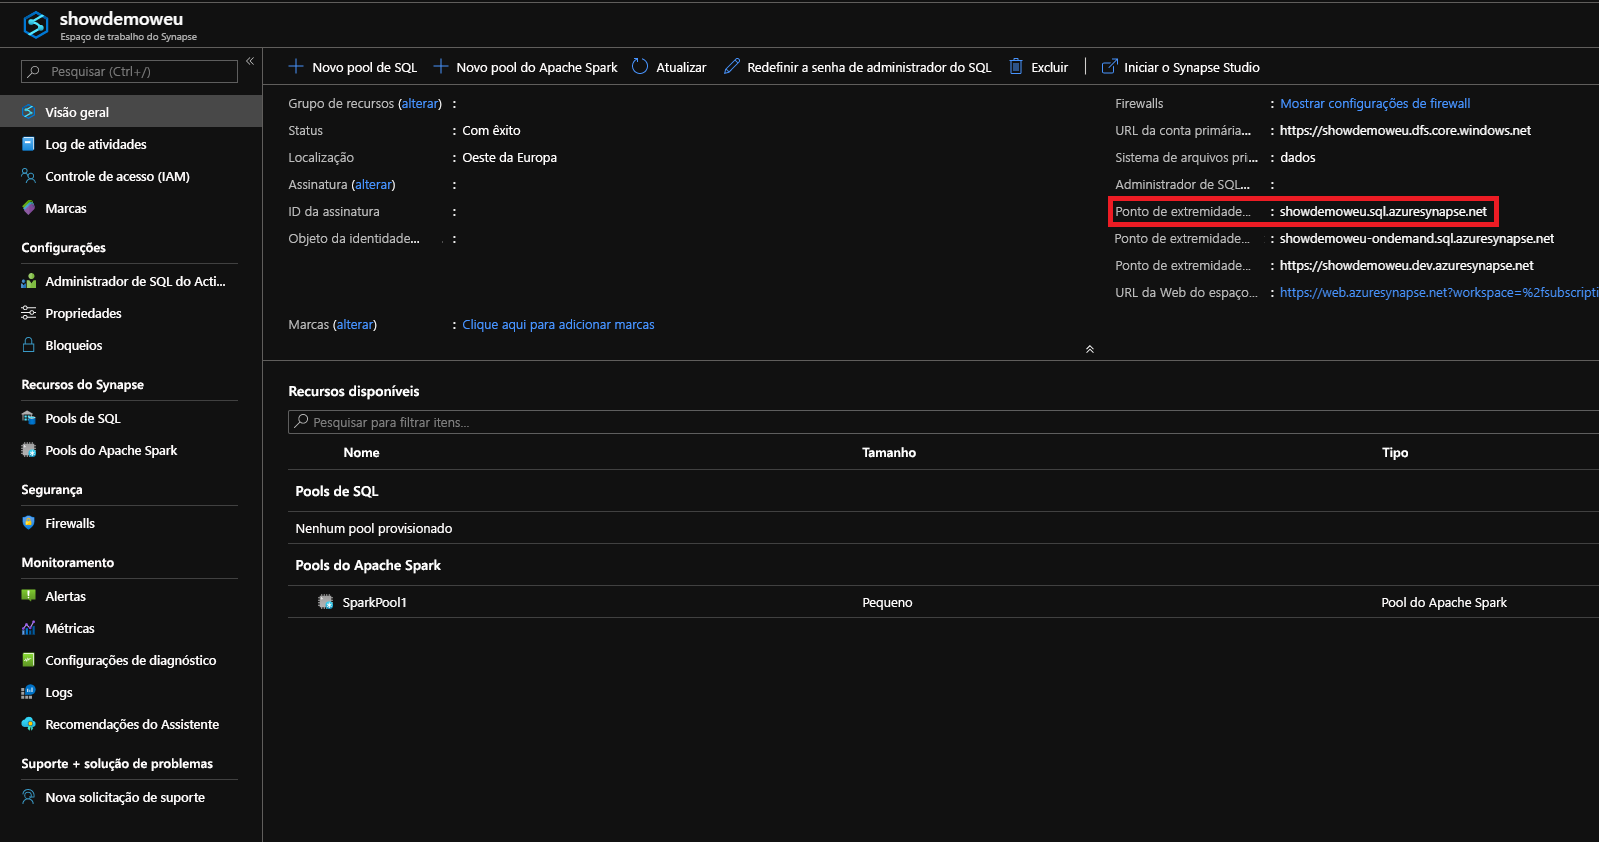 showdemoweu
Espaço de trabalho do Synapse
Pesquisar (Ctrl+/)
«
Visão geral
Log de atividades
Controle de acesso (IAM)
Marcas
Configurações
Administrador de SQL do Acti...
Propriedades
Bloqueios
Recursos do Synapse
Pools de SQL
Pools do Apache Spark
Segurança
Firewalls
Monitoramento
Alertas
Métricas
Configurações de diagnóstico
Logs
Recomendações do Assistente
Suporte + solução de problemas
Nova solicitação de suporte
Novo pool de SQL Novo pool do Apache Spark Atualizar Redefinir a senha de administrador do SQL Excluir Iniciar o Synapse Studio
Grupo de recursos (alterar) :
Status : Com êxito
Localização : Oeste da Europa
Assinatura (alterar) :
ID da assinatura :
Objeto da identidade... :
Marcas (alterar) : Clique aqui para adicionar marcas
Firewalls : Mostrar configurações de firewall
URL da conta primária... : https://showdemoweu.dfs.core.windows.net
Sistema de arquivos pri... : dados
Administrador de SQL... :
Ponto de extremidade... : showdemoweu.sql.azuresynapse.net
Ponto de extremidade... : showdemoweu-ondemand.sql.azuresynapse.net
Ponto de extremidade... : https://showdemoweu.dev.azuresynapse.net
URL da Web do espaço... : https://web.azuresynapse.net?workspace=%2fsubscripti
Recursos disponíveis
Pesquisar para filtrar itens...
Nome Tamanho Tipo
Pools de SQL
Nenhum pool provisionado
Pools do Apache Spark
SparkPool1 Pequeno Pool do Apache Spark